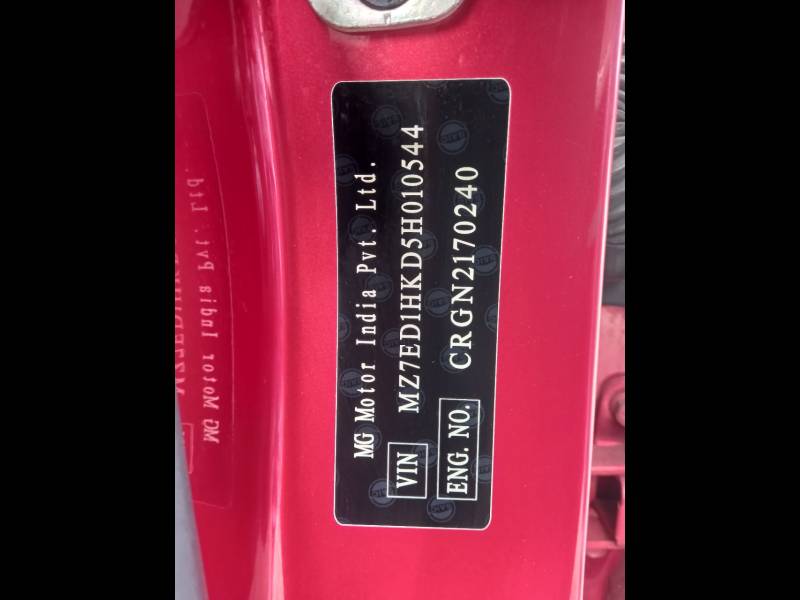 MG Motor India Pvt. Ltd.
VIN MZ7ED1HKD5H010544
ENG. NO. CRGN2170240